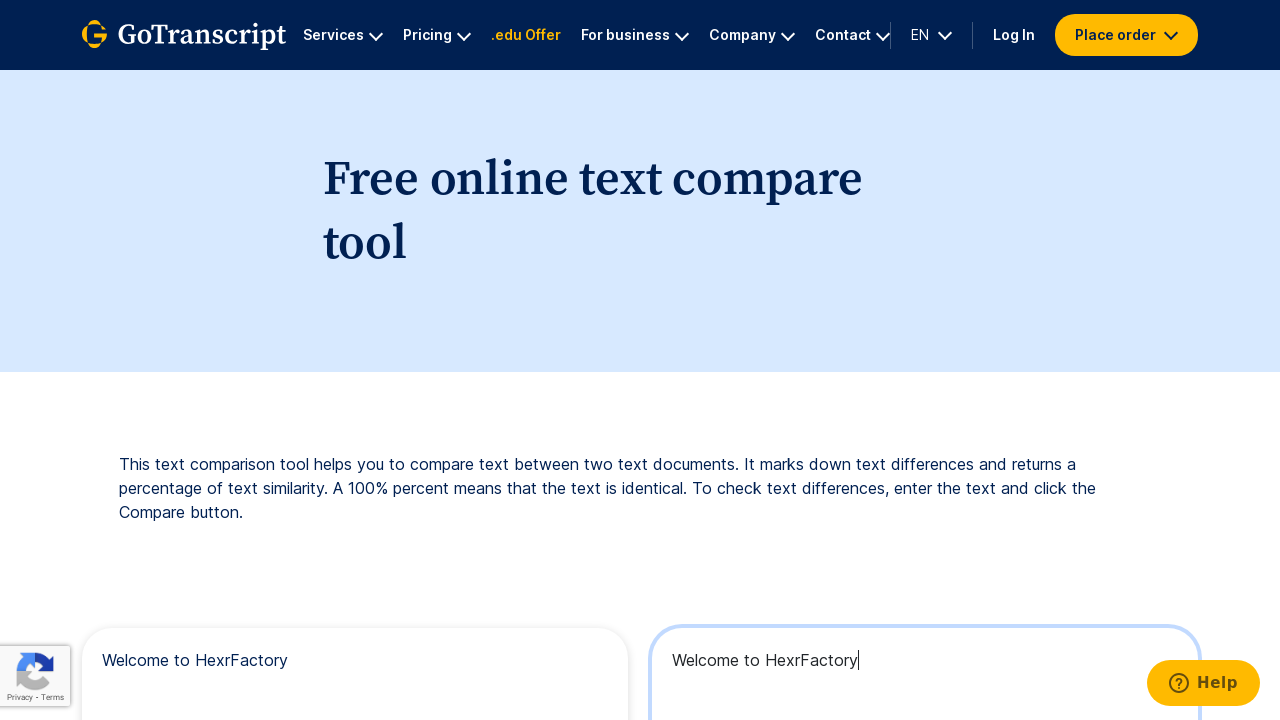 GoTranscript Services Pricing .edu Offer For business Company Contact EN Log In Place order
Free online text compare
tool
This text comparison tool helps you to compare text between two text documents. It marks down text differences and returns a
percentage of text similarity. A 100% percent means that the text is identical. To check text differences, enter the text and click the
Compare button.
Welcome to HexrFactory
Welcome to HexrFactory
Privacy - Terms
Help